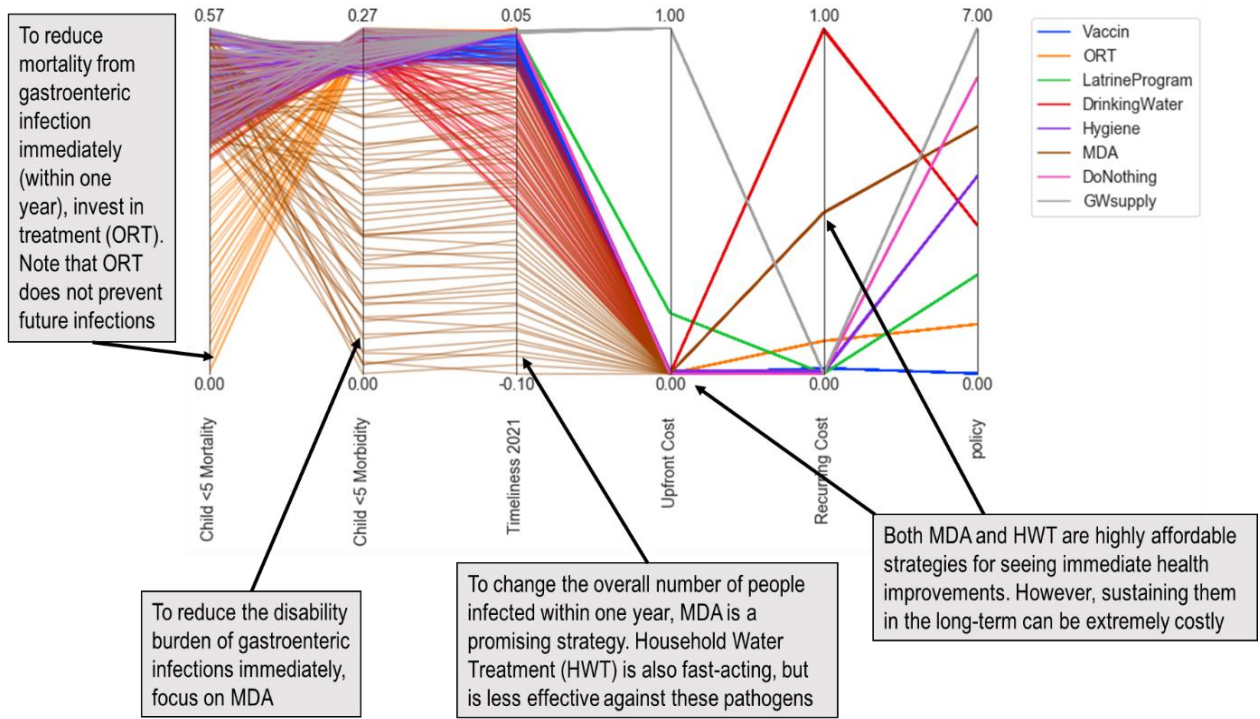 To reduce
mortality from
gastroenteric
infection
immediately
(within one
year), invest in
treatment (ORT).
Note that ORT
does not prevent
future infections
0.57
0.27
0.05
1.00
1.00
7.00
0.00
0.00
-0.10
0.00
0.00
0.00
Child <5 Mortality
Child <5 Morbidity
Timeliness 2021
Upfront Cost
Recurring Cost
policy
Vaccin
ORT
LatrineProgram
DrinkingWater
Hygiene
MDA
DoNothing
GWsupply
To reduce the disability
burden of gastroenteric
infections immediately,
focus on MDA
To change the overall number of people
infected within one year, MDA is a
promising strategy. Household Water
Treatment (HWT) is also fast-acting, but
is less effective against these pathogens
Both MDA and HWT are highly affordable
strategies for seeing immediate health
improvements. However, sustaining them
in the long-term can be extremely costly